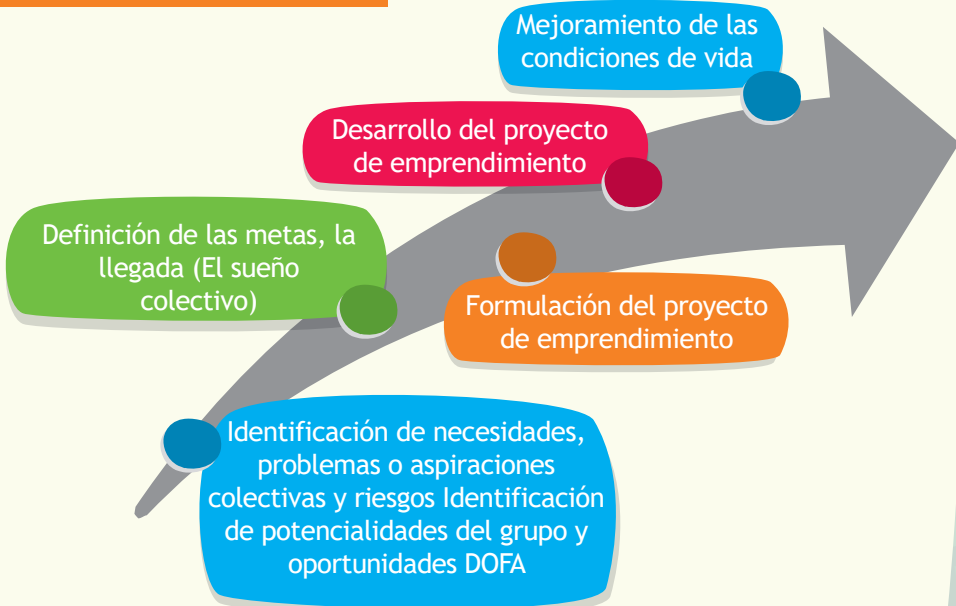 Mejoramiento de las
condiciones de vida
Desarrollo del proyecto
de emprendimiento
Definición de las metas, la
llegada (El sueño
colectivo)
Formulación del proyecto
de emprendimiento
Identificación de necesidades,
problemas o aspiraciones
colectivas y riesgos Identificación
de potencialidades del grupo y
oportunidades DOFA